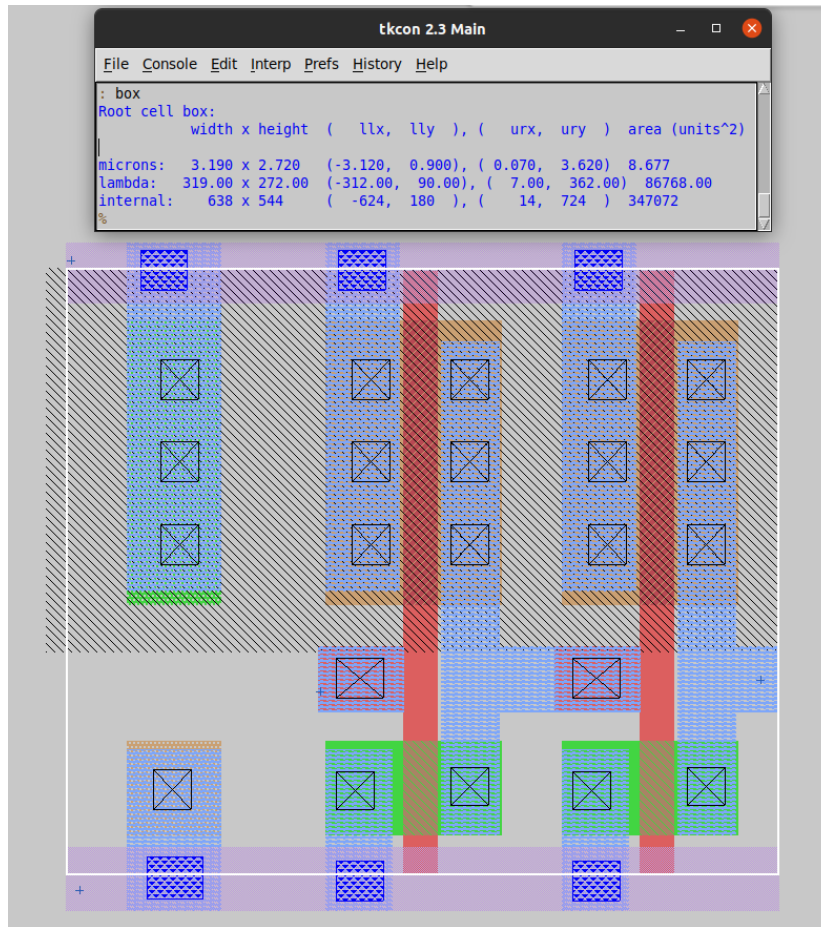 tkcon 2.3 Main
File Console Edit Interp Prefs History Help
: box
Root cell box:
width x height ( llx, lly ), ( urx, ury ) area (units^2)
microns: 3.190 x 2.720 (-3.120, 0.900), ( 0.070, 3.620) 8.677
lambda: 319.00 x 272.00 (-312.00, 90.00), ( 7.00, 362.00) 86768.00
internal: 638 x 544 ( -624, 180 ), ( 14, 724 ) 347072
%